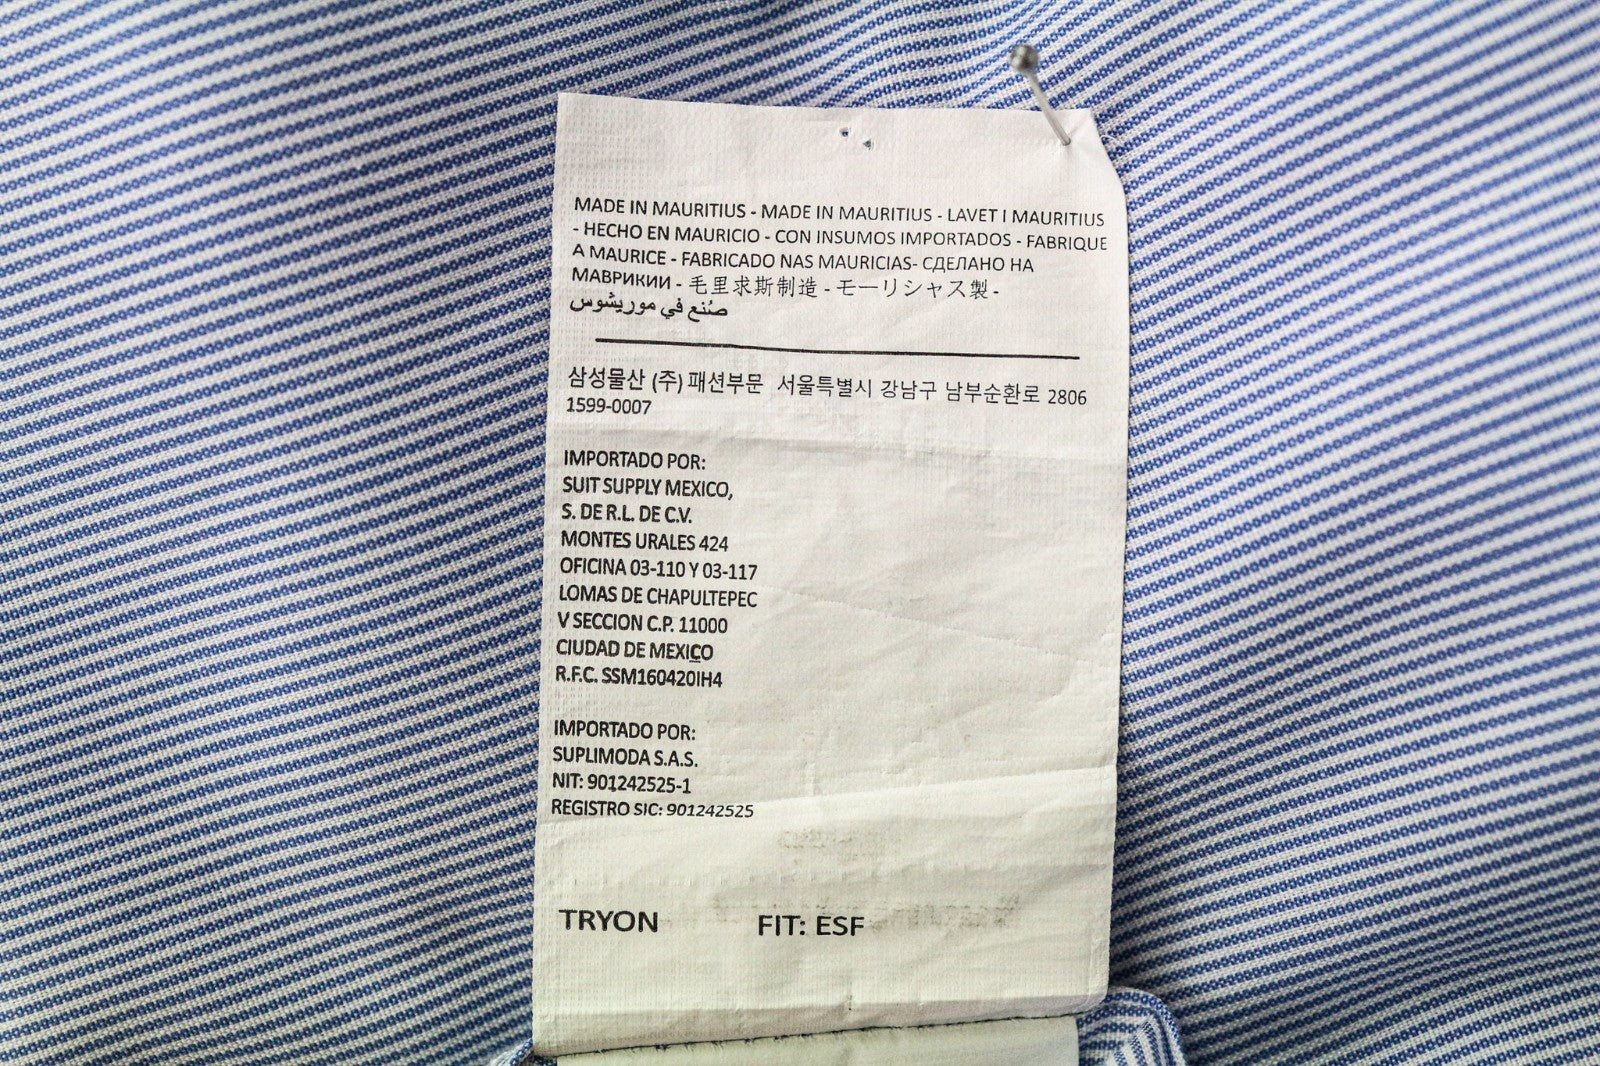 MADE IN MAURITIUS - MADE IN MAURITIUS - LAVET I MAURITIUS
- HECHO EN MAURICIO - CON INSUMOS IMPORTADOS - FABRIQUE
A MAURICE - FABRICADO NAS MAURICIAS- СДЕЛАНО НА
МАВРИКИИ - 毛里求斯制造 - モーリシャス製 -
صُنع في موريشوس
삼성물산 (주) 패션부문 서울특별시 강남구 남부순환로 2806
1599-0007
IMPORTADO POR:
SUIT SUPPLY MEXICO,
S. DE R.L. DE C.V.
MONTES URALES 424
OFICINA 03-110 Y 03-117
LOMAS DE CHAPULTEPEC
V SECCION C.P. 11000
CIUDAD DE MEXICO
R.F.C. SSM160420IH4
IMPORTADO POR:
SUPLIMODA S.A.S.
NIT: 901242525-1
REGISTRO SIC: 901242525
TRYON FIT: ESF